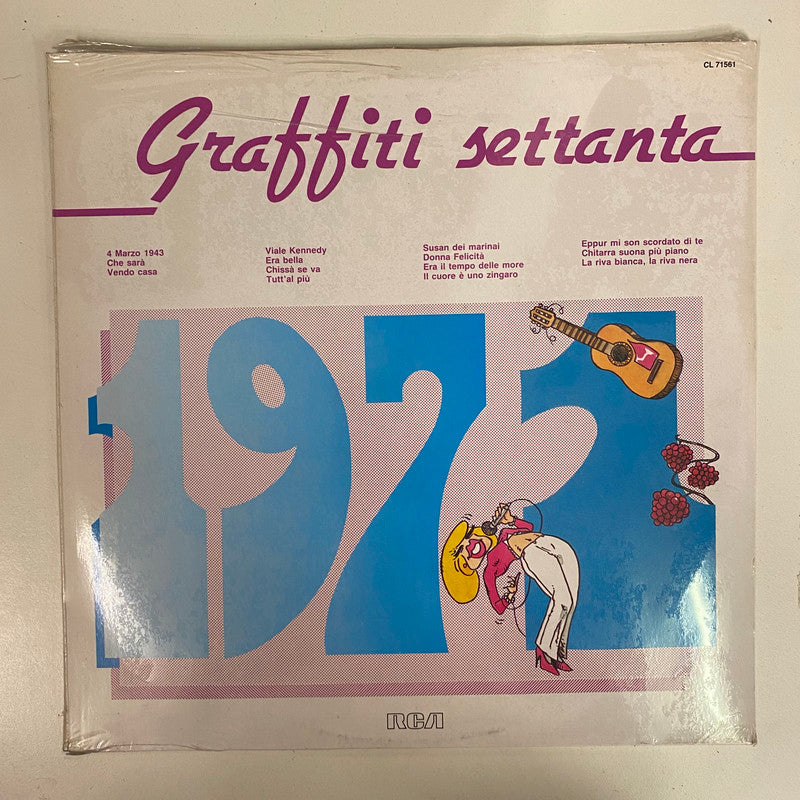 CL 71561
Graffiti settanta
4 Marzo 1943
Che sarà
Vendo casa
Viale Kennedy
Era bella
Chissà se va
Tutt'al più
Susan dei marinai
Donna Felicità
Era il tempo delle more
Il cuore è uno zingaro
Eppur mi son scordato di te
Chitarra suona più piano
La riva bianca, la riva nera
1971
RCA